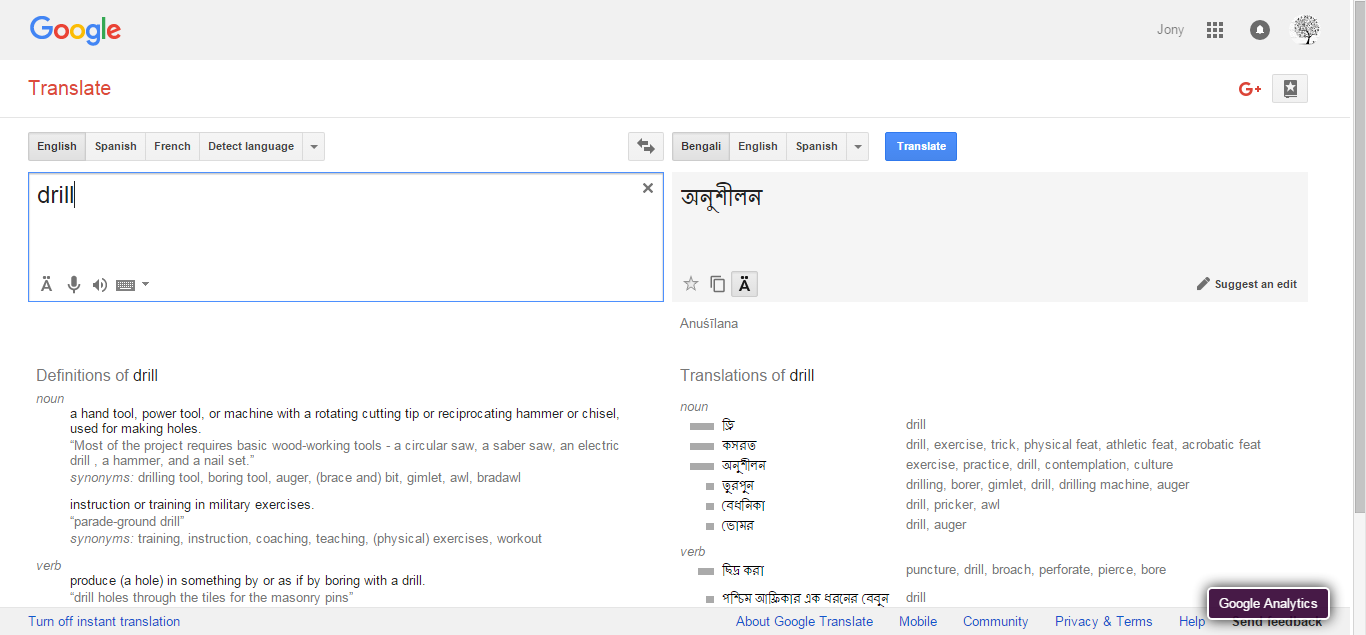 Google
Jony
Translate
G+
English Spanish French Detect language
Bengali English Spanish Translate
drill
অনুশীলন
Ä
Ä
Suggest an edit
Anuśīlana
Definitions of drill
noun
a hand tool, power tool, or machine with a rotating cutting tip or reciprocating hammer or chisel,
used for making holes.
“Most of the project requires basic wood-working tools - a circular saw, a saber saw, an electric
drill , a hammer, and a nail set.”
synonyms: drilling tool, boring tool, auger, (brace and) bit, gimlet, awl, bradawl
instruction or training in military exercises.
“parade-ground drill”
synonyms: training, instruction, coaching, teaching, (physical) exercises, workout
verb
produce (a hole) in something by or as if by boring with a drill.
“drill holes through the tiles for the masonry pins”
Translations of drill
noun
ড্রি drill
কসরত drill, exercise, trick, physical feat, athletic feat, acrobatic feat
অনুশীলন exercise, practice, drill, contemplation, culture
তুরপুন drilling, borer, gimlet, drill, drilling machine, auger
বেধনিকা drill, pricker, awl
ভোমর drill, auger
verb
ছিদ্র করা puncture, drill, broach, perforate, pierce, bore
পশ্চিম আফ্রিকার এক ধরনের বেবুন drill
Turn off instant translation
About Google Translate Mobile Community Privacy & Terms Help Send feedback
Google Analytics